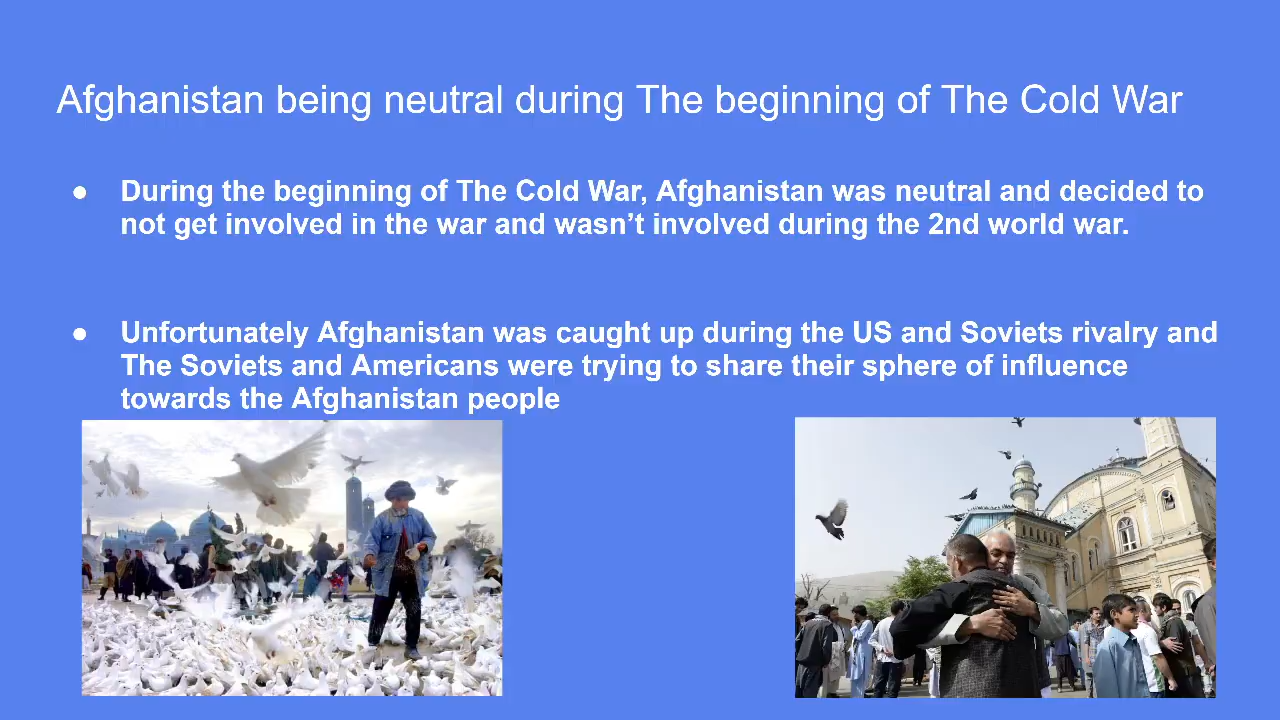 Afghanistan being neutral during The beginning of The Cold War
● During the beginning of The Cold War, Afghanistan was neutral and decided to
not get involved in the war and wasn’t involved during the 2nd world war.
● Unfortunately Afghanistan was caught up during the US and Soviets rivalry and
The Soviets and Americans were trying to share their sphere of influence
towards the Afghanistan people